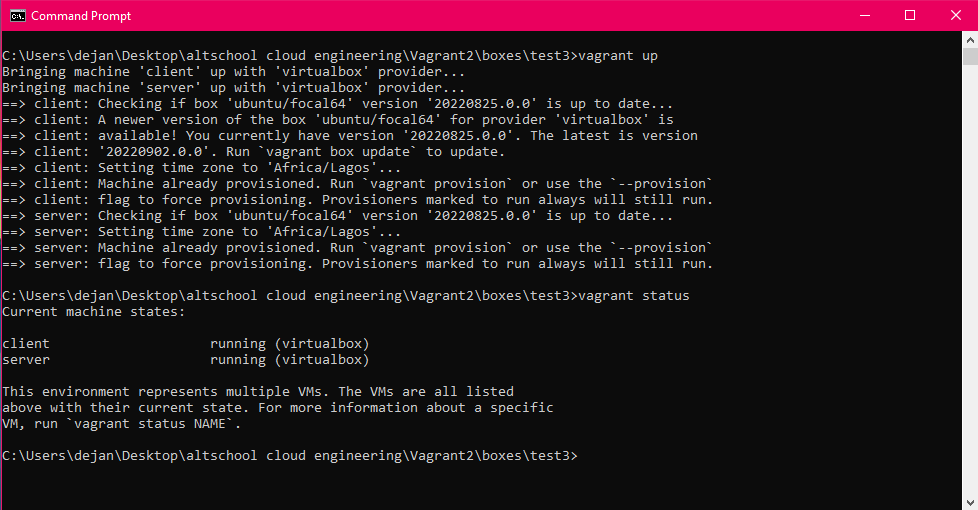 Command Prompt
C:\Users\dejan\Desktop\altschool cloud engineering\Vagrant2\boxes\test3>vagrant up
Bringing machine 'client' up with 'virtualbox' provider...
Bringing machine 'server' up with 'virtualbox' provider...
==> client: Checking if box 'ubuntu/focal64' version '20220825.0.0' is up to date...
==> client: A newer version of the box 'ubuntu/focal64' for provider 'virtualbox' is
==> client: available! You currently have version '20220825.0.0'. The latest is version
==> client: '20220902.0.0'. Run `vagrant box update` to update.
==> client: Setting time zone to 'Africa/Lagos'...
==> client: Machine already provisioned. Run `vagrant provision` or use the `--provision`
==> client: flag to force provisioning. Provisioners marked to run always will still run.
==> server: Checking if box 'ubuntu/focal64' version '20220825.0.0' is up to date...
==> server: Setting time zone to 'Africa/Lagos'...
==> server: Machine already provisioned. Run `vagrant provision` or use the `--provision`
==> server: flag to force provisioning. Provisioners marked to run always will still run.
C:\Users\dejan\Desktop\altschool cloud engineering\Vagrant2\boxes\test3>vagrant status
Current machine states:
client                    running (virtualbox)
server                    running (virtualbox)
This environment represents multiple VMs. The VMs are all listed
above with their current state. For more information about a specific
VM, run `vagrant status NAME`.
C:\Users\dejan\Desktop\altschool cloud engineering\Vagrant2\boxes\test3>